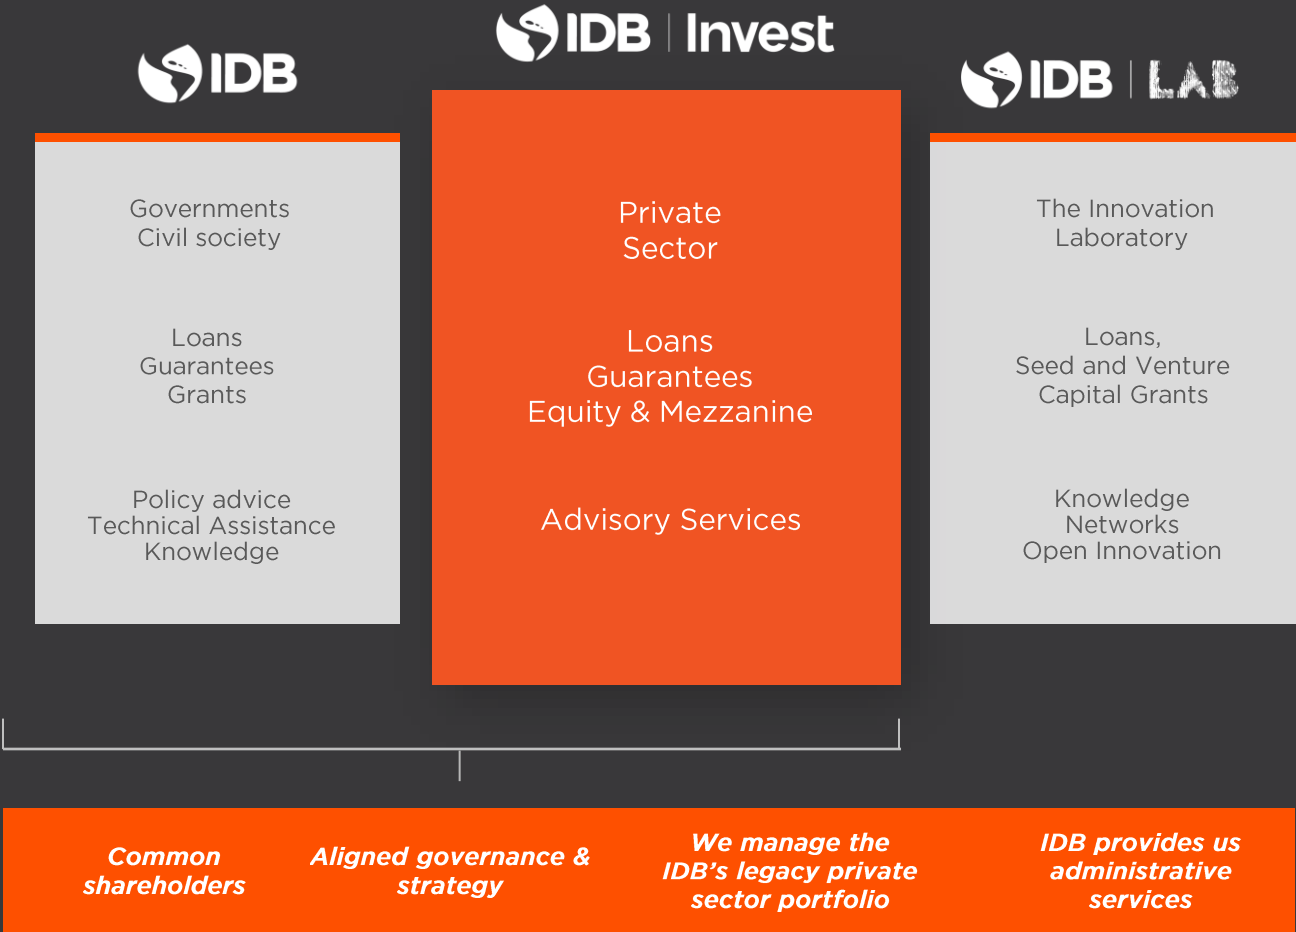 IDB
Governments
Civil society
Loans
Guarantees
Grants
Policy advice
Technical Assistance
Knowledge
IDB | Invest
Private
Sector
Loans
Guarantees
Equity & Mezzanine
Advisory Services
IDB | LAB
The Innovation
Laboratory
Loans,
Seed and Venture
Capital Grants
Knowledge
Networks
Open Innovation
Common
shareholders
Aligned governance &
strategy
We manage the
IDB’s legacy private
sector portfolio
IDB provides us
administrative
services